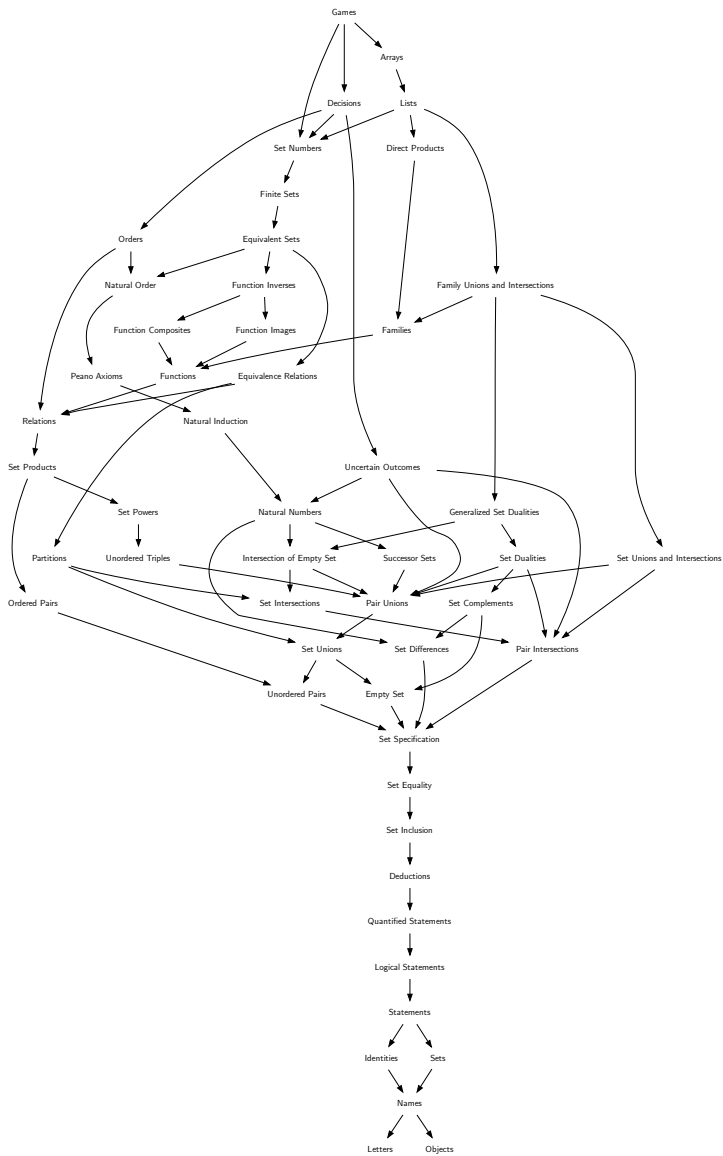 Games
Arrays
Decisions
Lists
Set Numbers
Direct Products
Finite Sets
Orders
Equivalent Sets
Natural Order
Function Inverses
Family Unions and Intersections
Function Composites
Function Images
Families
Peano Axioms
Functions
Equivalence Relations
Relations
Natural Induction
Set Products
Uncertain Outcomes
Set Powers
Natural Numbers
Generalized Set Dualities
Partitions
Unordered Triples
Intersection of Empty Set
Successor Sets
Set Dualities
Set Unions and Intersections
Ordered Pairs
Set Intersections
Pair Unions
Set Complements
Set Unions
Set Differences
Pair Intersections
Unordered Pairs
Empty Set
Set Specification
Set Equality
Set Inclusion
Deductions
Quantified Statements
Logical Statements
Statements
Identities
Sets
Names
Letters
Objects